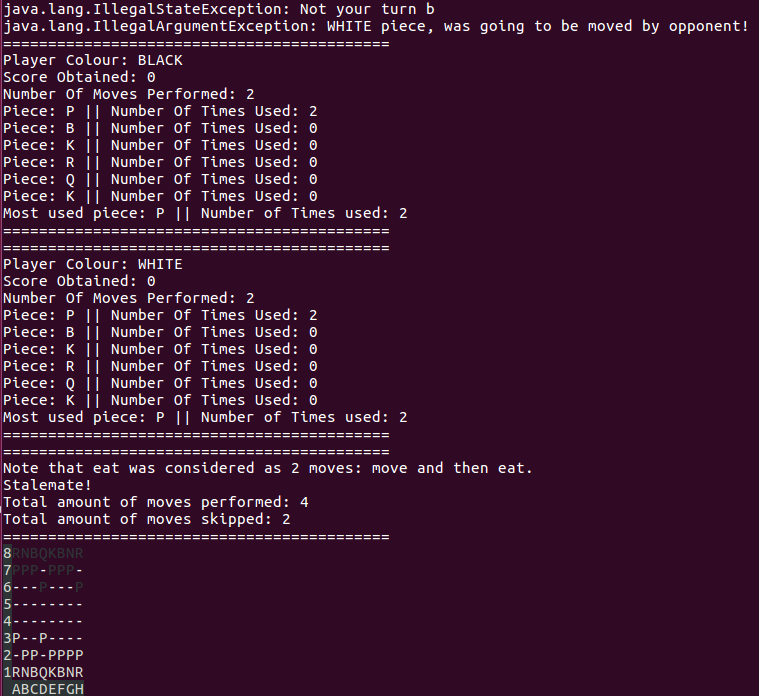 java.lang.IllegalStateException: Not your turn b
java.lang.IllegalArgumentException: WHITE piece, was going to be moved by opponent!
===========================================
Player Colour: BLACK
Score Obtained: 0
Number Of Moves Performed: 2
Piece: P || Number Of Times Used: 2
Piece: B || Number Of Times Used: 0
Piece: K || Number Of Times Used: 0
Piece: R || Number Of Times Used: 0
Piece: Q || Number Of Times Used: 0
Piece: K || Number Of Times Used: 0
Most used piece: P || Number of Times used: 2
===========================================
===========================================
Player Colour: WHITE
Score Obtained: 0
Number Of Moves Performed: 2
Piece: P || Number Of Times Used: 2
Piece: B || Number Of Times Used: 0
Piece: K || Number Of Times Used: 0
Piece: R || Number Of Times Used: 0
Piece: Q || Number Of Times Used: 0
Piece: K || Number Of Times Used: 0
Most used piece: P || Number of Times used: 2
===========================================
===========================================
Note that eat was considered as 2 moves: move and then eat.
Stalemate!
Total amount of moves performed: 4
Total amount of moves skipped: 2
===========================================
8RNBQKBNR
7PPP-PPP-
6---P---P
5--------
4--------
3P--P----
2-PP-PPPP
1RNBQKBNR
ABCDEFGH